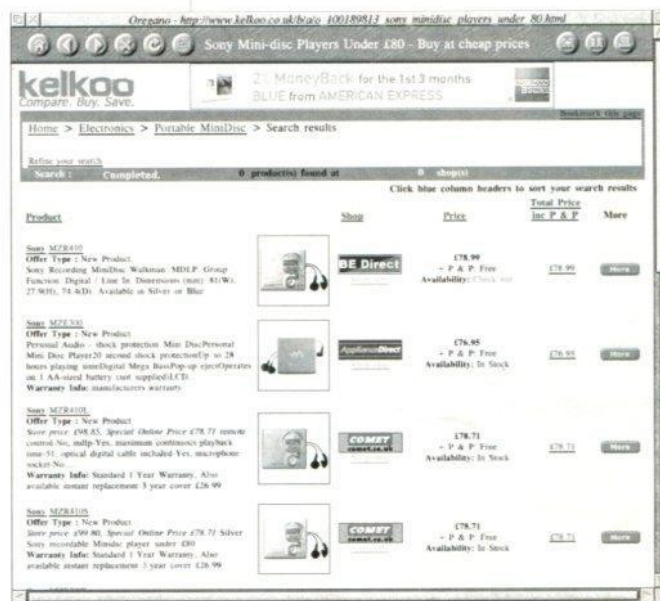 Oregano - http://www.kelkoo.co.uk/b/a/o_100189813_sony_minidisc_players_under_80.html
Sony Mini-disc Players Under £80 - Buy at cheap prices
kelkoo
Compare. Buy. Save.
2% MoneyBack for the 1st 3 months
BLUE from AMERICAN EXPRESS
Bookmark this page
Home > Electronics > Portable MiniDisc > Search results
Refine your search
Search : Completed. 0 product(s) found at 0 shop(s)
Click blue column headers to sort your search results
Product Shop Price Total Price inc P & P More
Sony MZR410
Offer Type : New Product
Sony Recording MiniDisc Walkman MDLP Group
Function Digital / Line In Dimensions (mm): 81(W),
27.9(H), 74.4(D). Available in Silver or Blue
BE Direct
£78.99
+ P & P: Free
Availability: Check out
£78.99
More
Sony MZE300
Offer Type : New Product
Personal Audio - shock protection Mini DiscPersonal
Mini Disc Player20 second shock protectionUp to 28
hours playing timeDigital Mega BassPop-up ejectOperates
on 1 AA-sized battery (not supplied)LCD
Warranty Info: manufacturers warranty
ApplianceDirect
£76.95
+ P & P: Free
Availability: In Stock
£76.95
More
Sony MZR410L
Offer Type : New Product
Store price £98.85, Special Online Price £78.71 remote
control-No, mdlp-Yes, maximum continuous playback
time-51, optical digital cable included-Yes, microphone
socket-No...
Warranty Info: Standard 1 Year Warranty, Also
available instant replacement 3 year cover £26.99
COMET
comet.co.uk
£78.71
+ P & P: Free
Availability: In Stock
£78.71
More
Sony MZR410S
Offer Type : New Product
Store price £99.80, Special Online Price £78.71 Silver
Sony recordable Minidisc player under £80
Warranty Info: Standard 1 Year Warranty, Also
available instant replacement 3 year cover £26.99
COMET
comet.co.uk
£78.71
+ P & P: Free
Availability: In Stock
£78.71
More